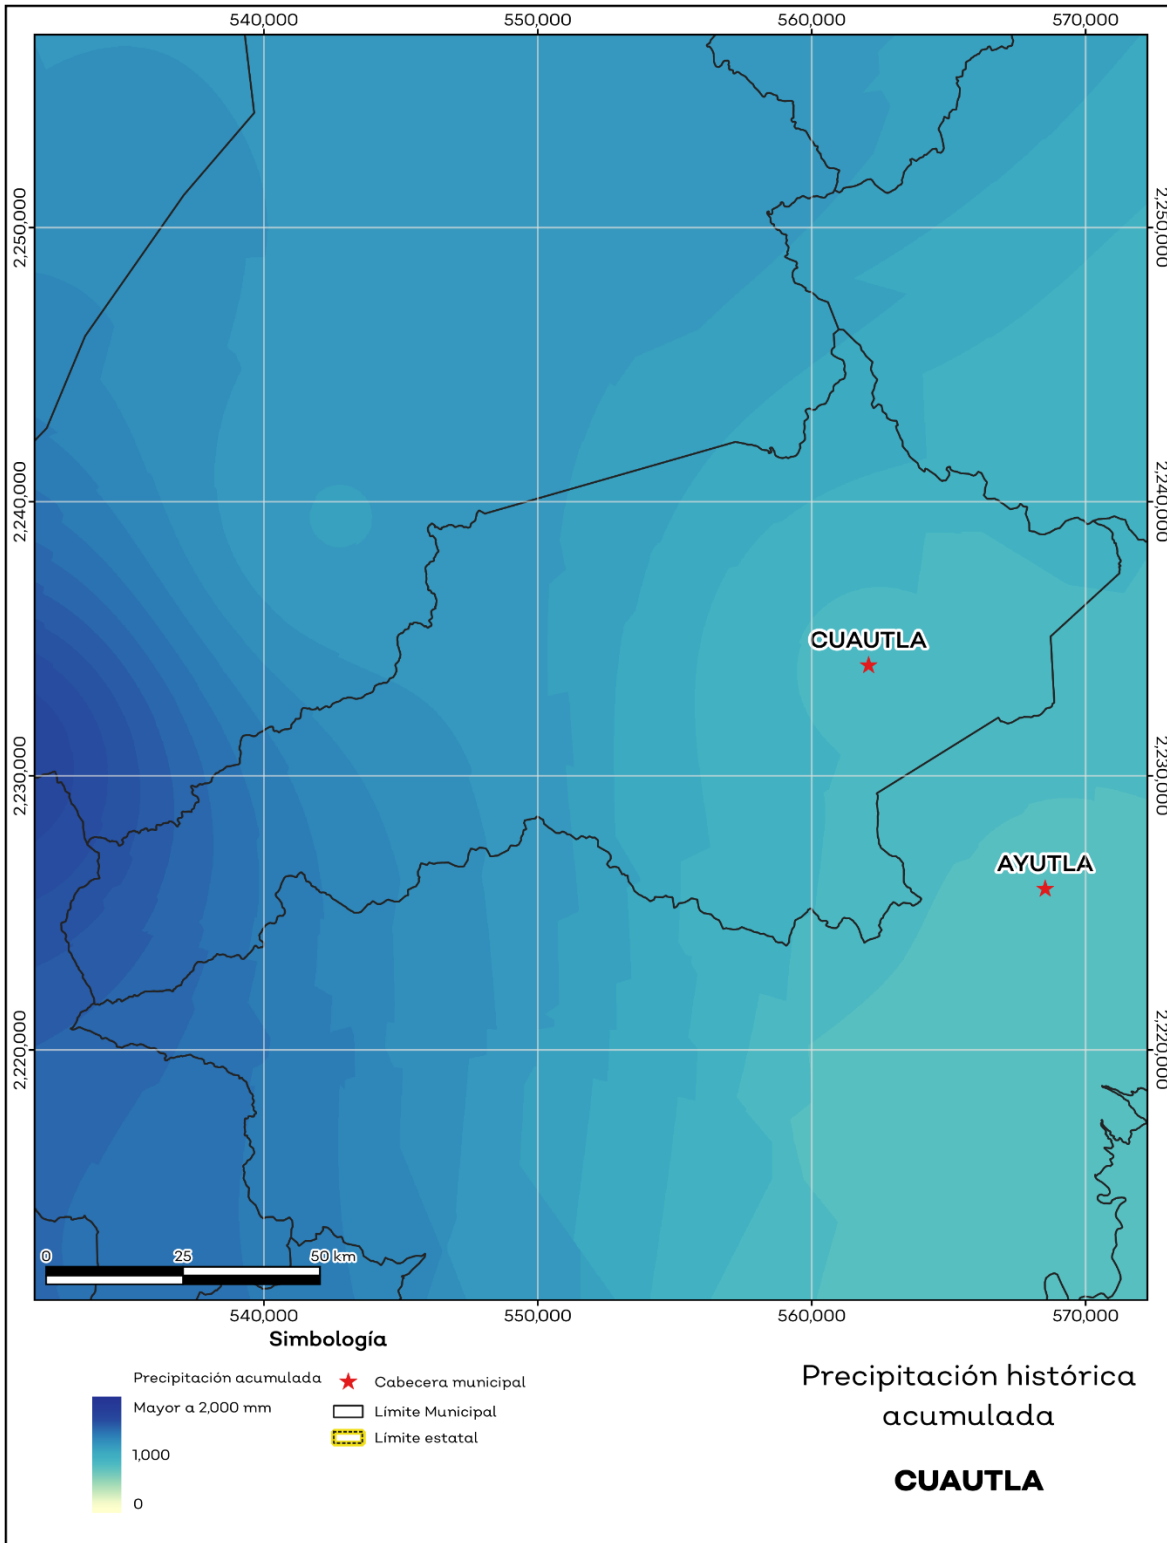 540,000
550,000
560,000
570,000
2,250,000
2,250,000
2,240,000
2,240,000
CUAUTLA
2,230,000
2,230,000
AYUTLA
2,220,000
2,220,000
0
25
50 km
540,000
550,000
560,000
570,000
Simbología
Precipitación acumulada
Mayor a 2,000 mm
1,000
0
Cabecera municipal
Límite Municipal
Límite estatal
Precipitación histórica
acumulada
CUAUTLA